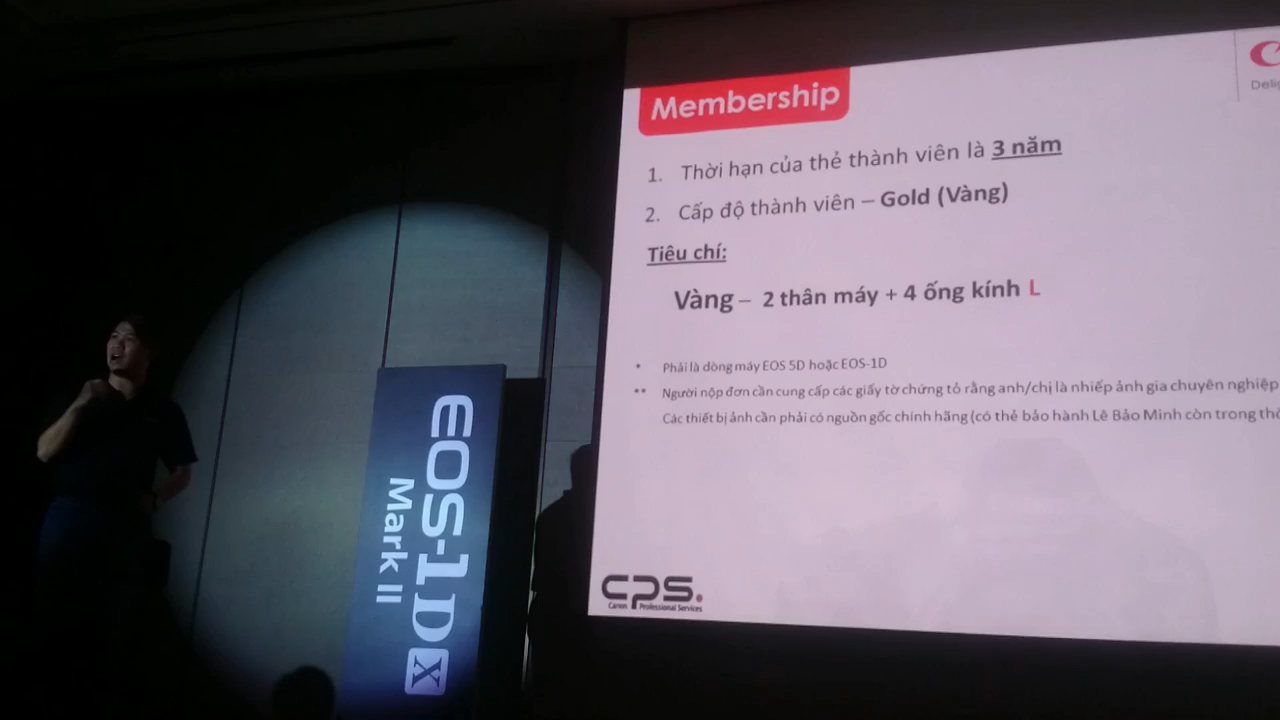 Membership
1. Thời hạn của thẻ thành viên là 3 năm
2. Cấp độ thành viên – Gold (Vàng)
Tiêu chí:
Vàng – 2 thân máy + 4 ống kính L
* Phải là dòng máy EOS 5D hoặc EOS-1D
** Người nộp đơn cần cung cấp các giấy tờ chứng tỏ rằng anh/chị là nhiếp ảnh gia chuyên nghiệp
Các thiết bị ảnh cần phải có nguồn gốc chính hãng (có thẻ bảo hành Lê Bảo Minh còn trong
CPS.
Canon Professional Services
EOS-1DX
Mark II